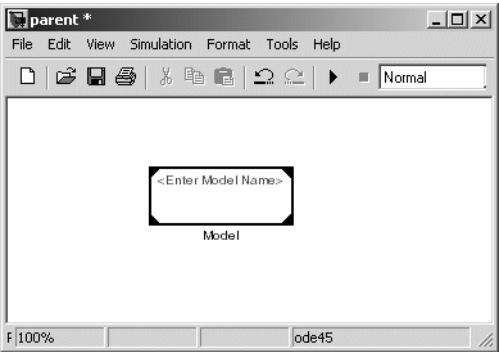 parent *
File Edit View Simulation Format Tools Help
Normal
<Enter Model Name>
Model
F 100% ode45